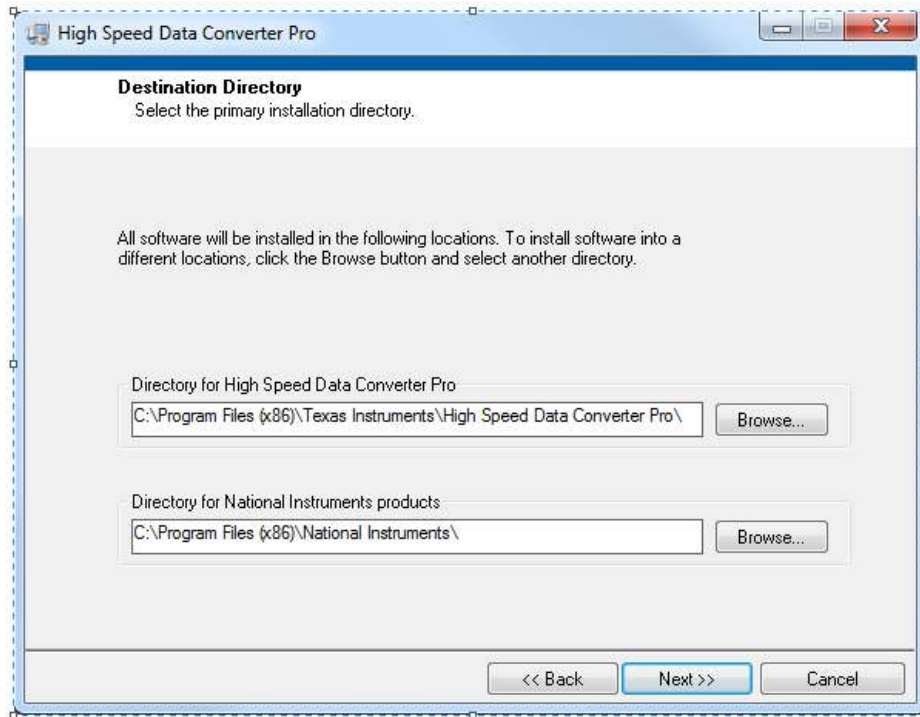 High Speed Data Converter Pro
Destination Directory
Select the primary installation directory.
All software will be installed in the following locations. To install software into a
different locations, click the Browse button and select another directory.
Directory for High Speed Data Converter Pro
C:\Program Files (x86)\Texas Instruments\High Speed Data Converter Pro\
Browse...
Directory for National Instruments products
C:\Program Files (x86)\National Instruments\
Browse...
<< Back
Next >>
Cancel